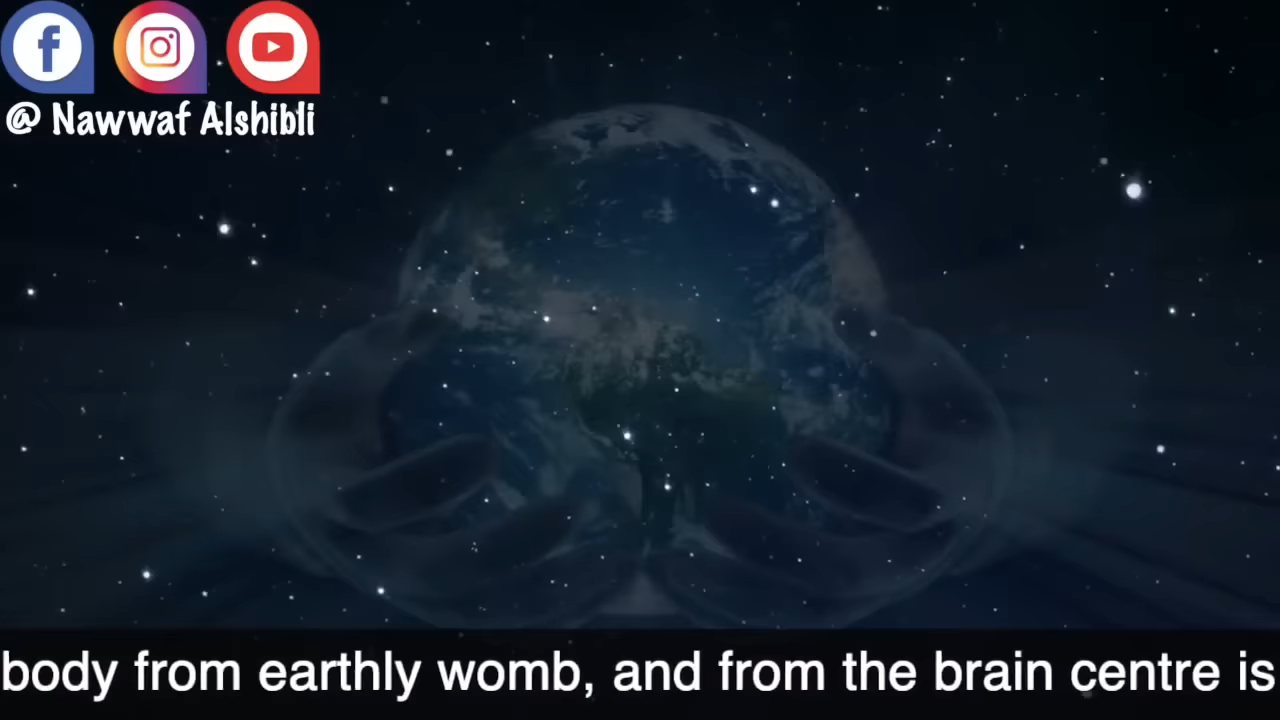 @ Nawwaf Alshibli
body from earthly womb, and from the brain centre is